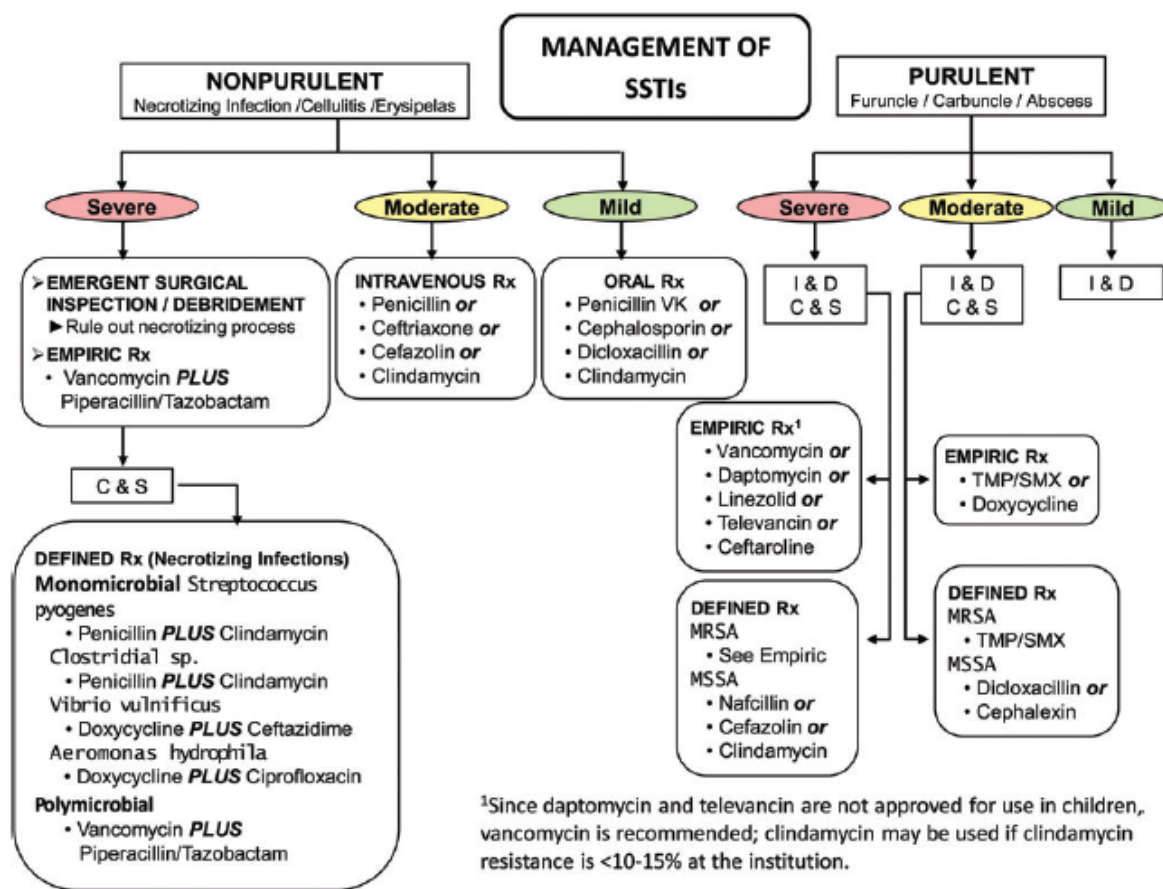 MANAGEMENT OF
SSTIs
NONPURULENT
Necrotizing Infection /Cellulitis /Erysipelas
Severe
Moderate
Mild
➢EMERGENT SURGICAL
INSPECTION / DEBRIDEMENT
►Rule out necrotizing process
➢EMPIRIC Rx
• Vancomycin PLUS
Piperacillin/Tazobactam
C & S
DEFINED Rx (Necrotizing Infections)
Monomicrobial Streptococcus
pyogenes
• Penicillin PLUS Clindamycin
Clostridial sp.
• Penicillin PLUS Clindamycin
Vibrio vulnificus
• Doxycycline PLUS Ceftazidime
Aeromonas hydrophila
• Doxycycline PLUS Ciprofloxacin
Polymicrobial
• Vancomycin PLUS
Piperacillin/Tazobactam
INTRAVENOUS Rx
• Penicillin or
• Ceftriaxone or
• Cefazolin or
• Clindamycin
ORAL Rx
• Penicillin VK or
• Cephalosporin or
• Dicloxacillin or
• Clindamycin
PURULENT
Furuncle / Carbuncle / Abscess
Severe
Moderate
Mild
I & D
C & S
I & D
C & S
I & D
EMPIRIC Rx¹
• Vancomycin or
• Daptomycin or
• Linezolid or
• Televancin or
• Ceftaroline
DEFINED Rx
MRSA
• See Empiric
MSSA
• Nafcillin or
• Cefazolin or
• Clindamycin
EMPIRIC Rx
• TMP/SMX or
• Doxycycline
DEFINED Rx
MRSA
• TMP/SMX
MSSA
• Dicloxacillin or
• Cephalexin
¹Since daptomycin and televancin are not approved for use in children,
vancomycin is recommended; clindamycin may be used if clindamycin
resistance is <10-15% at the institution.